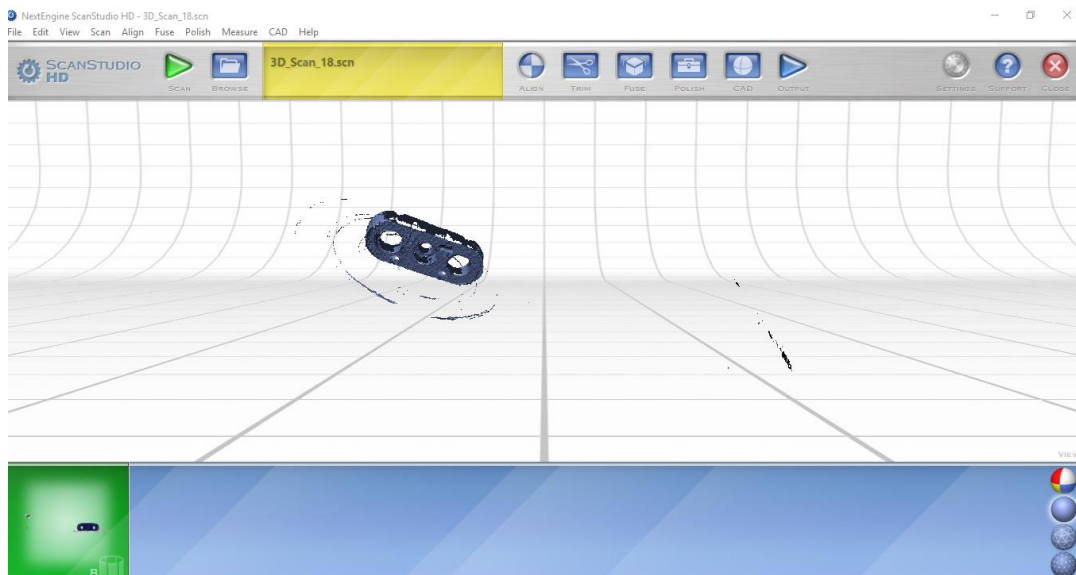 NextEngine ScanStudio HD - 3D_Scan_18.scn
File Edit View Scan Align Fuse Polish Measure CAD Help
SCANSTUDIO
HD
SCAN
BROWSE
3D_Scan_18.scn
ALIGN
TRIM
FUSE
POLISH
CAD
OUTPUT
SETTINGS
SUPPORT
CLOSE
VIEW
B